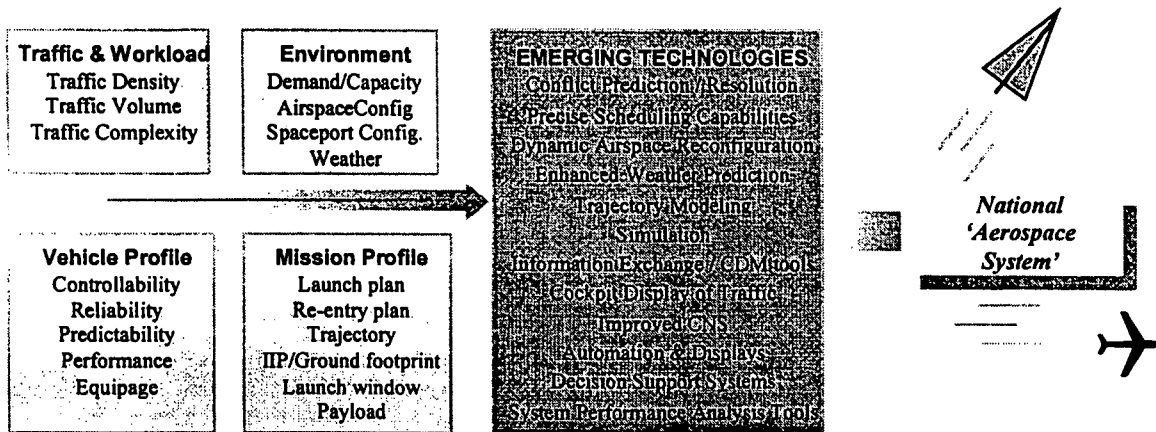 Traffic & Workload
Traffic Density
Traffic Volume
Traffic Complexity
Environment
Demand/Capacity
AirspaceConfig
Spaceport Config.
Weather
Vehicle Profile
Controllability
Reliability
Predictability
Performance
Equipage
Mission Profile
Launch plan
Re-entry plan
Trajectory
IIP/Ground footprint
Launch window
Payload
EMERGING TECHNOLOGIES
Conflict Prediction / Resolution
Precise Scheduling Capabilities
Dynamic Airspace Reconfiguration
Enhanced Weather Prediction
Trajectory Modeling
Simulation
Information Exchange / CDM tools
Cockpit Display of Traffic
Improved CNS
Automation & Displays
Decision Support Systems
System Performance Analysis Tools
National
‘Aerospace
System’